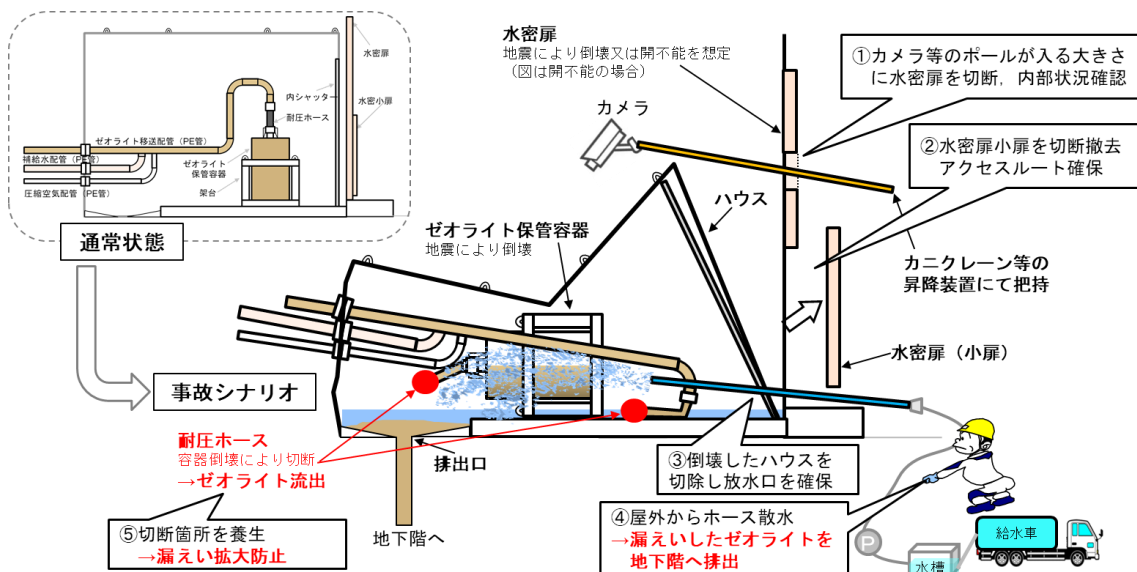 水密扉
内シャッター
水密小扉
耐圧ホース
ゼオライト移送配管（PE管）
補給水配管（PE管）
ゼオライト
保管容器
圧縮空気配管（PE管）
架台
通常状態
水密扉
地震により倒壊又は開不能を想定
（図は開不能の場合）
カメラ
①カメラ等のポールが入る大きさ
に水密扉を切断，内部状況確認
②水密扉小扉を切断撤去
アクセスルート確保
ハウス
ゼオライト保管容器
地震により倒壊
カニクレーン等の
昇降装置にて把持
水密扉（小扉）
事故シナリオ
耐圧ホース
容器倒壊により切断
→ゼオライト流出
排出口
③倒壊したハウスを
切除し放水口を確保
⑤切断箇所を養生
→漏えい拡大防止
地下階へ
④屋外からホース散水
→漏えいしたゼオライトを
地下階へ排出
P
水槽
給水車